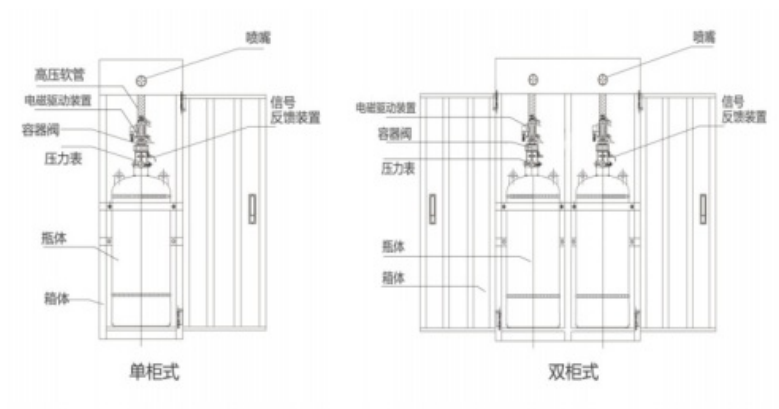 喷嘴
高压软管
电磁驱动装置
容器阀
压力表
信号
反馈装置
瓶体
箱体
单柜式
喷嘴
电磁驱动装置
容器阀
压力表
信号
反馈装置
瓶体
箱体
双柜式